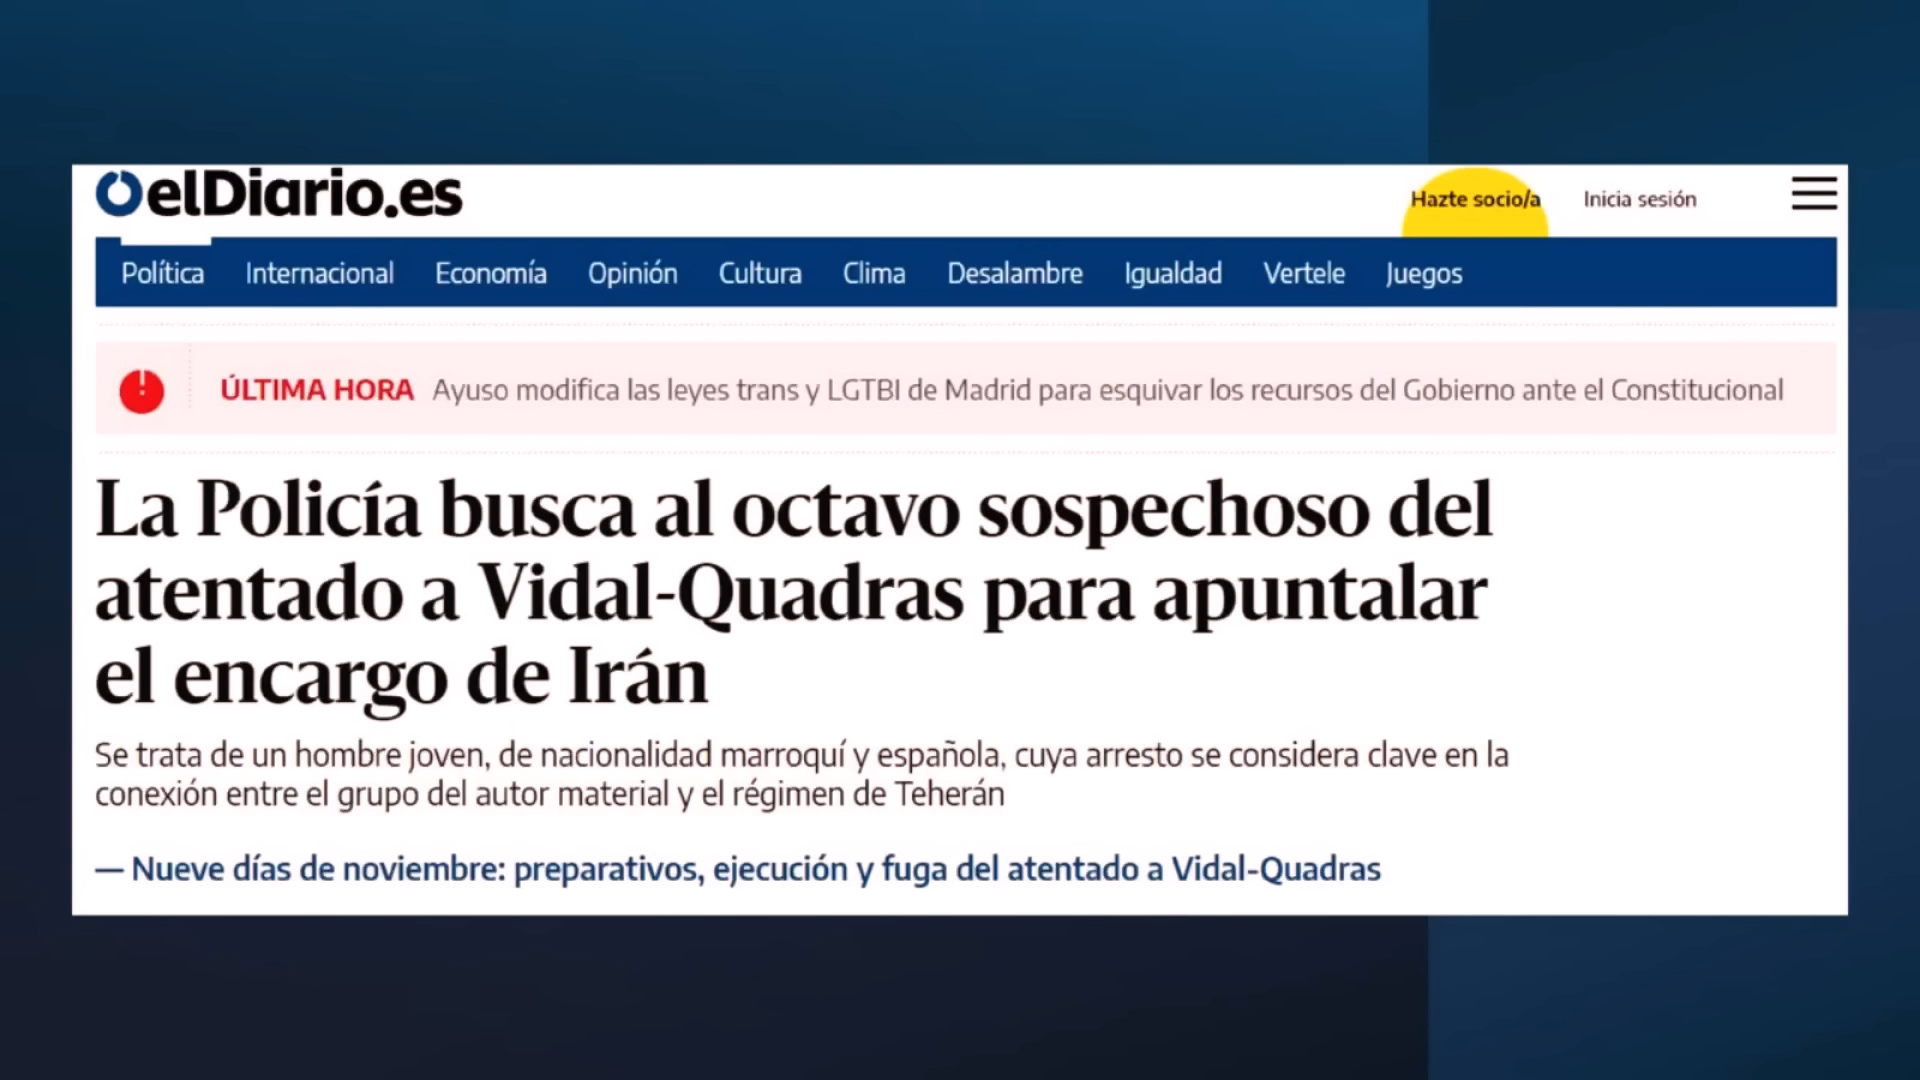 elDiario.es
Hazte socio/a Inicia sesión
Política Internacional Economía Opinión Cultura Clima Desalambre Igualdad Vertele Juegos
ÚLTIMA HORA Ayuso modifica las leyes trans y LGTBI de Madrid para esquivar los recursos del Gobierno ante el Constitucional
La Policía busca al octavo sospechoso del
atentado a Vidal-Quadras para apuntalar
el encargo de Irán
Se trata de un hombre joven, de nacionalidad marroquí y española, cuya arresto se considera clave en la
conexión entre el grupo del autor material y el régimen de Teherán
— Nueve días de noviembre: preparativos, ejecución y fuga del atentado a Vidal-Quadras